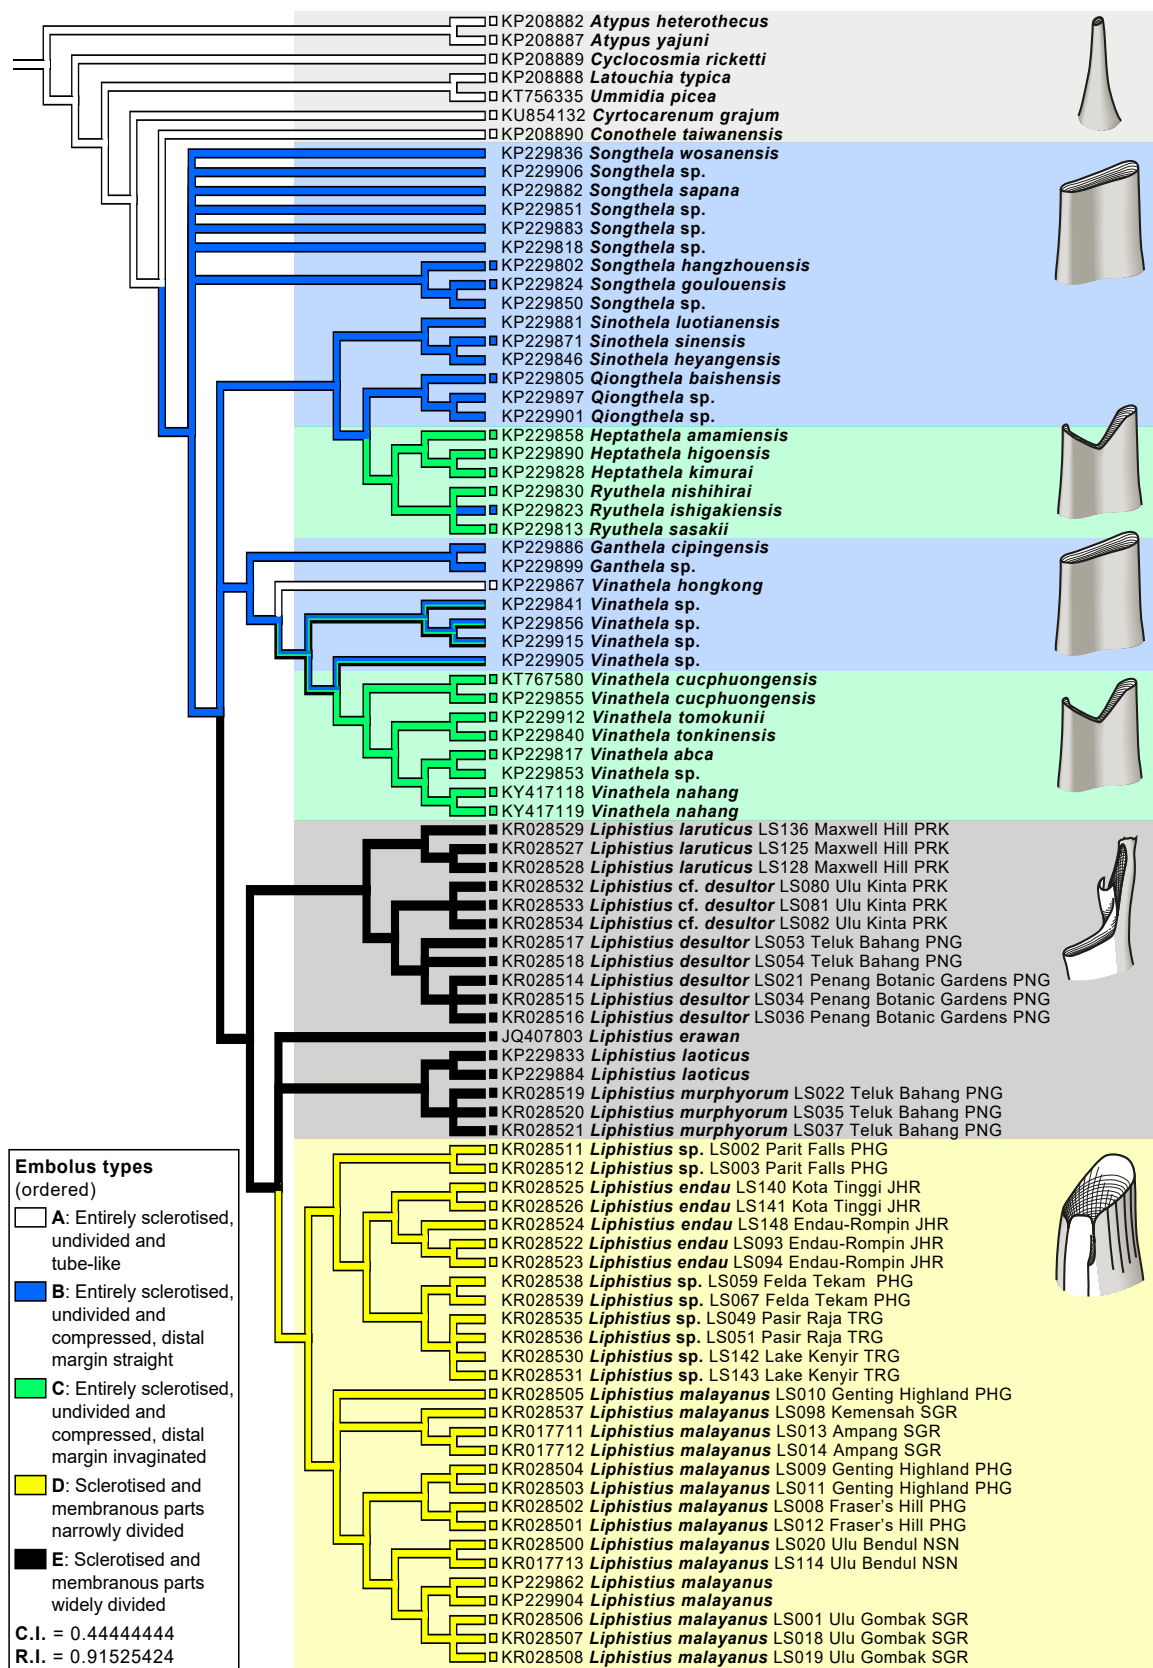 KP208882 Atypus heterothecus
KP208887 Atypus yajuni
KP208889 Cyclocosmia ricketti
KP208888 Latouchia typica
KT756335 Ummidia picea
KU854132 Cyrtocarenum grajum
KP208890 Conothele taiwanensis
KP229836 Songthela wosanensis
KP229906 Songthela sp.
KP229882 Songthela sapana
KP229851 Songthela sp.
KP229883 Songthela sp.
KP229818 Songthela sp.
KP229802 Songthela hangzhouensis
KP229824 Songthela goulouensis
KP229850 Songthela sp.
KP229881 Sinothela luotianensis
KP229871 Sinothela sinensis
KP229846 Sinothela heyangensis
KP229805 Qiongthela baishensis
KP229897 Qiongthela sp.
KP229901 Qiongthela sp.
KP229858 Heptathela amamiensis
KP229890 Heptathela higoensis
KP229828 Heptathela kimurai
KP229830 Ryuthela nishihirai
KP229823 Ryuthela ishigakiensis
KP229813 Ryuthela sasakii
KP229886 Ganthela cipingensis
KP229899 Ganthela sp.
KP229867 Vinathela hongkong
KP229841 Vinathela sp.
KP229856 Vinathela sp.
KP229915 Vinathela sp.
KP229905 Vinathela sp.
KT767580 Vinathela cucphuongensis
KP229855 Vinathela cucphuongensis
KP229912 Vinathela tomokunii
KP229840 Vinathela tonkinensis
KP229817 Vinathela abca
KP229853 Vinathela sp.
KY417118 Vinathela nahang
KY417119 Vinathela nahang
KR028529 Liphistius laruticus LS136 Maxwell Hill PRK
KR028527 Liphistius laruticus LS125 Maxwell Hill PRK
KR028528 Liphistius laruticus LS128 Maxwell Hill PRK
KR028532 Liphistius cf. desultor LS080 Ulu Kinta PRK
KR028533 Liphistius cf. desultor LS081 Ulu Kinta PRK
KR028534 Liphistius cf. desultor LS082 Ulu Kinta PRK
KR028517 Liphistius desultor LS053 Teluk Bahang PNG
KR028518 Liphistius desultor LS054 Teluk Bahang PNG
KR028514 Liphistius desultor LS021 Penang Botanic Gardens PNG
KR028515 Liphistius desultor LS034 Penang Botanic Gardens PNG
KR028516 Liphistius desultor LS036 Penang Botanic Gardens PNG
JQ407803 Liphistius erawan
KP229833 Liphistius laoticus
KP229884 Liphistius laoticus
KR028519 Liphistius murphyorum LS022 Teluk Bahang PNG
KR028520 Liphistius murphyorum LS035 Teluk Bahang PNG
KR028521 Liphistius murphyorum LS037 Teluk Bahang PNG
KR028511 Liphistius sp. LS002 Parit Falls PHG
KR028512 Liphistius sp. LS003 Parit Falls PHG
KR028525 Liphistius endau LS140 Kota Tinggi JHR
KR028526 Liphistius endau LS141 Kota Tinggi JHR
KR028524 Liphistius endau LS148 Endau-Rompin JHR
KR028522 Liphistius endau LS093 Endau-Rompin JHR
KR028523 Liphistius endau LS094 Endau-Rompin JHR
KR028538 Liphistius sp. LS059 Felda Tekam PHG
KR028539 Liphistius sp. LS067 Felda Tekam PHG
KR028535 Liphistius sp. LS049 Pasir Raja TRG
KR028536 Liphistius sp. LS051 Pasir Raja TRG
KR028530 Liphistius sp. LS142 Lake Kenyir TRG
KR028531 Liphistius sp. LS143 Lake Kenyir TRG
KR028505 Liphistius malayanus LS010 Genting Highland PHG
KR028537 Liphistius malayanus LS098 Kemensah SGR
KR017711 Liphistius malayanus LS013 Ampang SGR
KR017712 Liphistius malayanus LS014 Ampang SGR
KR028504 Liphistius malayanus LS009 Genting Highland PHG
KR028503 Liphistius malayanus LS011 Genting Highland PHG
KR028502 Liphistius malayanus LS008 Fraser's Hill PHG
KR028501 Liphistius malayanus LS012 Fraser's Hill PHG
KR028500 Liphistius malayanus LS020 Ulu Bendul NSN
KR017713 Liphistius malayanus LS114 Ulu Bendul NSN
KP229862 Liphistius malayanus
KP229904 Liphistius malayanus
KR028506 Liphistius malayanus LS001 Ulu Gombak SGR
KR028507 Liphistius malayanus LS018 Ulu Gombak SGR
KR028508 Liphistius malayanus LS019 Ulu Gombak SGR
Embolus types
(ordered)
A: Entirely sclerotised,
undivided and
tube-like
B: Entirely sclerotised,
undivided and
compressed, distal
margin straight
C: Entirely sclerotised,
undivided and
compressed, distal
margin invaginated
D: Sclerotised and
membranous parts
narrowly divided
E: Sclerotised and
membranous parts
widely divided
C.I. = 0.44444444
R.I. = 0.91525424